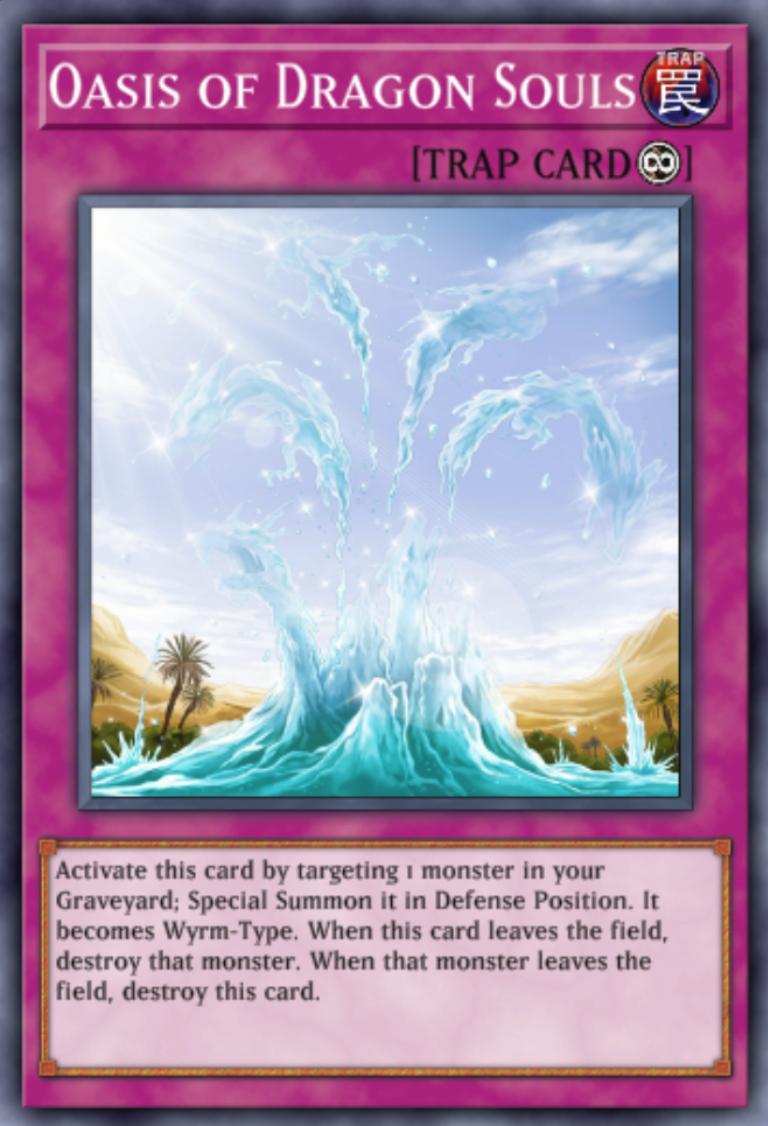 OASIS OF DRAGON SOULS
TRAP
罠
[TRAP CARD∞]
Activate this card by targeting 1 monster in your
Graveyard; Special Summon it in Defense Position. It
becomes Wyrm-Type. When this card leaves the field,
destroy that monster. When that monster leaves the
field, destroy this card.